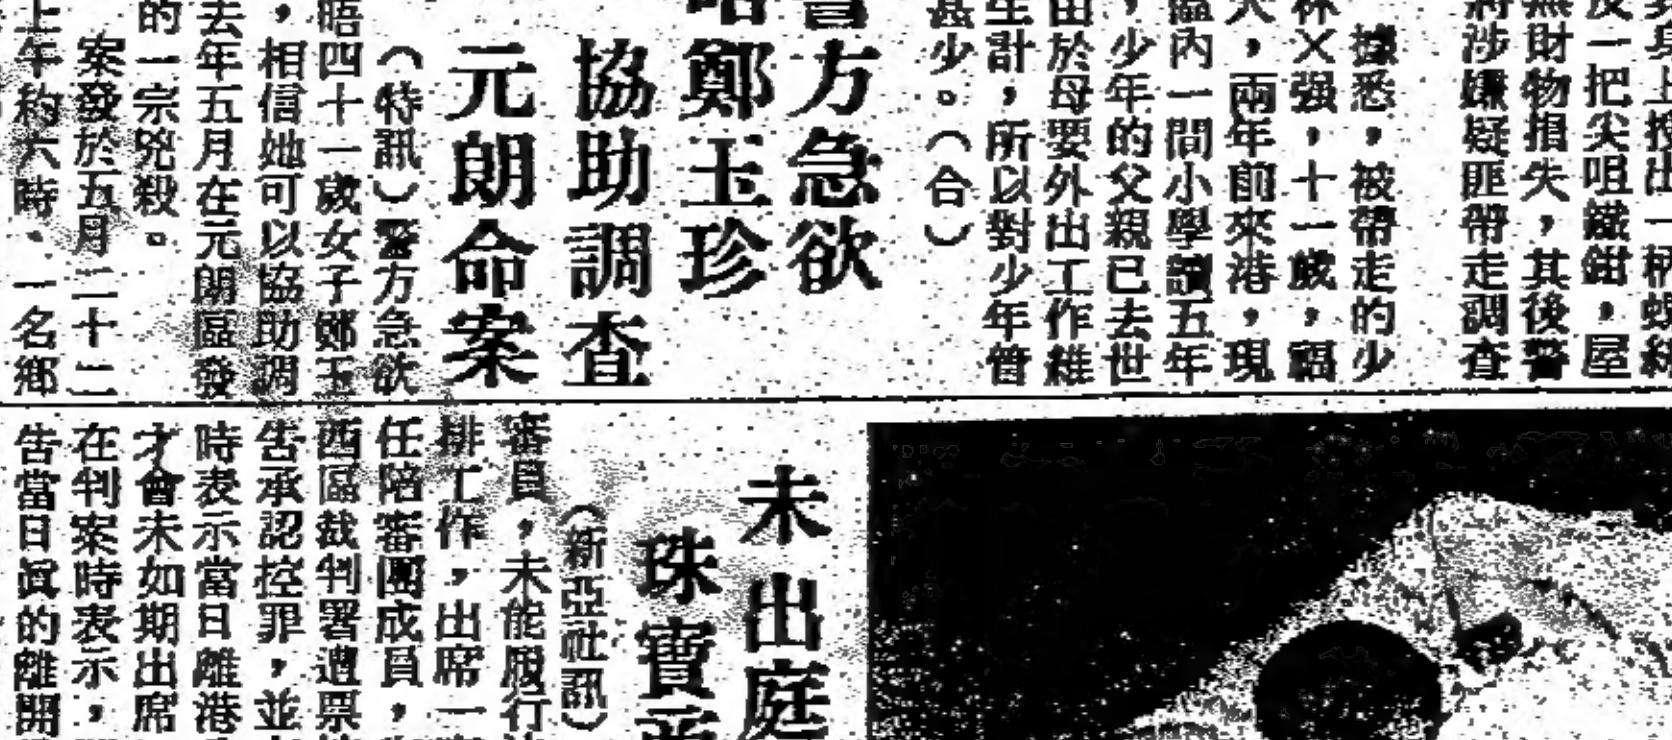 身上搜出一柄
反一把尖咀鐵鉗，屋
無財物損失，其後警
將涉嫌疑匪帶走調查
據悉，被帶走的少
林X强，十一歲，
兩年前來港，現
區內一間小學讀五年
，少年的父親已去世
由於母要外出工作維
生計，所以對少年管
甚少。（合）
警方急欲
鄭玉珍
協助調查
元朗命案
（特訊）警方急欲
晤四十一歲女子鄭玉
，相信她可以協助調
去年五月在元朗區發
的一宗兇殺。
案發於五月二十二
上午約六時，一名鄉
未出庭
珠寶
（新亞社訊）
審員，未能履行
排工作，出席一
任陪審團成員，
西區裁判署遭票
告承認控罪，並
時表示當日離港
才會未如期出席
在判案時表示，
告當日眞的離開